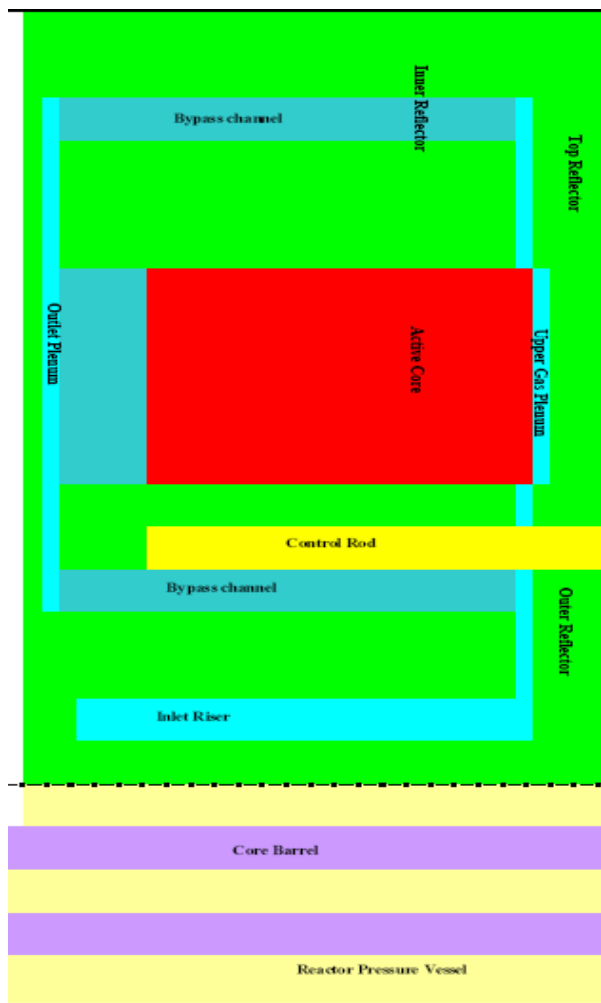 Inner Reflector
Bypass channel
Top Reflector
Outlet Plenum
Active Core
Upper Gas Plenum
Control Rod
Bypass channel
Outer Reflector
Inlet Riser
Core Barrel
Reactor Pressure Vessel